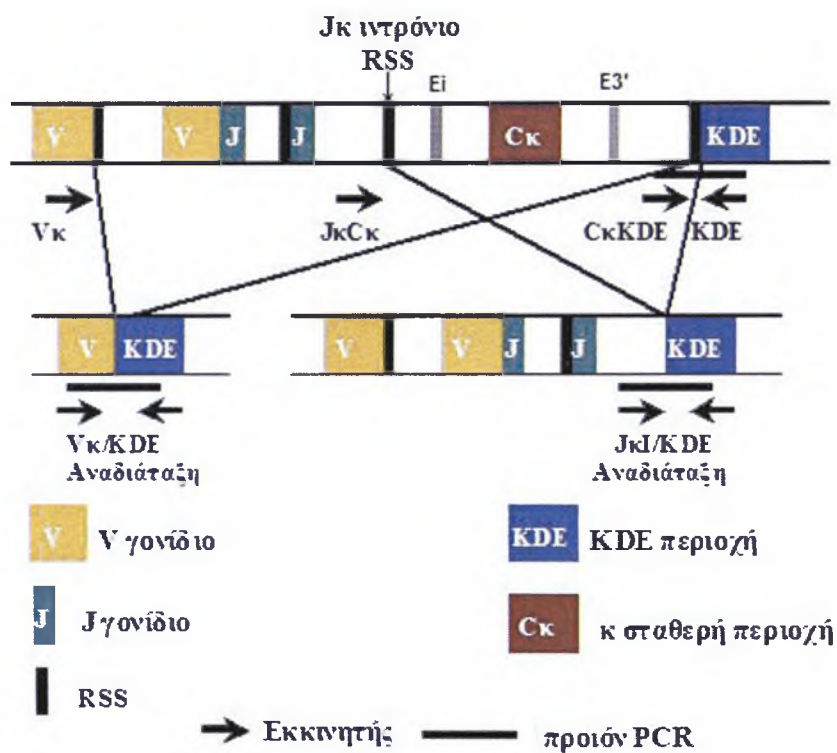 Jκ ιντρόνιο
RSS
Ei
E3'
V
V
J
J
Cκ
KDE
Vκ
JκCκ
CκKDE
KDE
V
KDE
V
V
J
J
KDE
Vκ/KDE
Αναδιάταξη
JκI/KDE
Αναδιάταξη
V
V γονίδιο
KDE
KDE περιοχή
J
J γονίδιο
Cκ
κ σταθερή περιοχή
RSS
Εκκινητής
προιόν PCR